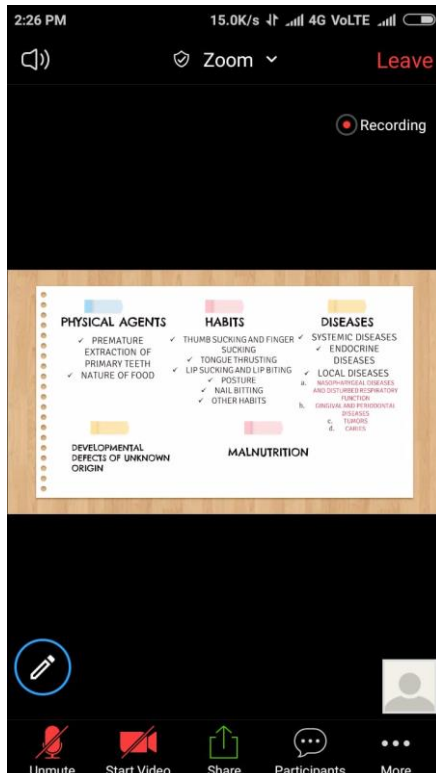 2:26 PM
15.0K/s 4G VoLTE
Zoom
Leave
Recording
PHYSICAL AGENTS
✓ PREMATURE
EXTRACTION OF
PRIMARY TEETH
✓ NATURE OF FOOD
HABITS
✓ THUMB SUCKING AND FINGER
SUCKING
✓ TONGUE THRUSTING
✓ LIP SUCKING AND LIP BITING
✓ POSTURE
✓ NAIL BITTING
✓ OTHER HABITS
DISEASES
✓ SYSTEMIC DISEASES
✓ ENDOCRINE
DISEASES
✓ LOCAL DISEASES
a. NASOPHARYGEAL DISEASES
AND DISTURBED RESPIRATORY
FUNCTION
b. GINGIVAL AND PERIODONTAL
DISEASES
c. TUMORS
d. CARIES
DEVELOPMENTAL
DEFECTS OF UNKNOWN
ORIGIN
MALNUTRITION
Unmute
Start Video
Share
Participants
More